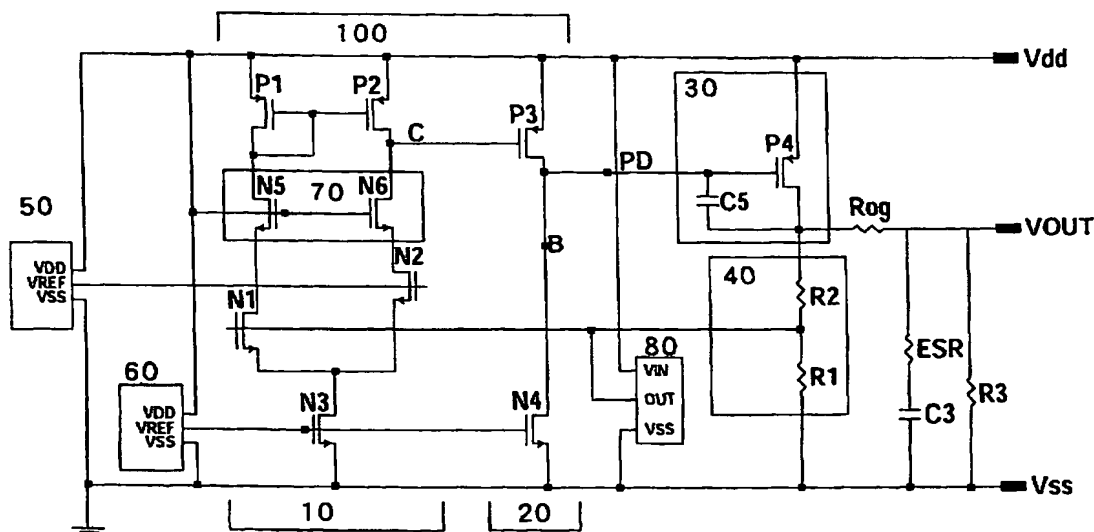 100
Vdd
P1
P2
P3
30
P4
C
PD
C5
50
N5
70
N6
Rog
VOUT
VDD
VREF
VSS
B
N2
40
R2
N1
80
ESR
60
VIN
OUT
VSS
R1
R3
VDD
VREF
VSS
N3
N4
C3
Vss
10
20